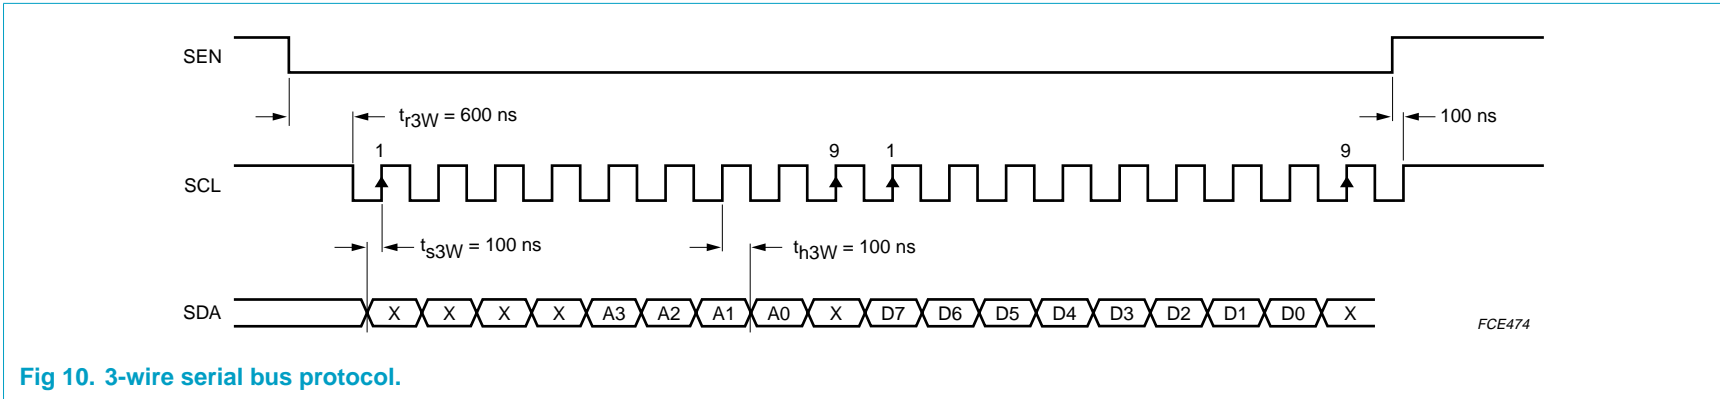 SEN
tr3W = 600 ns
100 ns
1 9 1 9
SCL
ts3W = 100 ns
th3W = 100 ns
SDA X X X X A3 A2 A1 A0 X D7 D6 D5 D4 D3 D2 D1 D0 X
FCE474
Fig 10. 3-wire serial bus protocol.